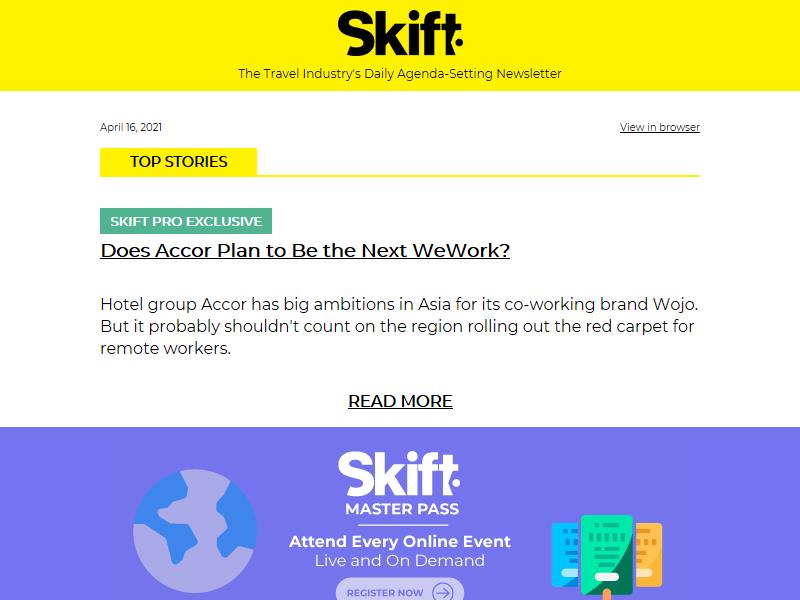 Skift
The Travel Industry's Daily Agenda-Setting Newsletter
April 16, 2021
View in browser
TOP STORIES
SKIFT PRO EXCLUSIVE
Does Accor Plan to Be the Next WeWork?
Hotel group Accor has big ambitions in Asia for its co-working brand Wojo.
But it probably shouldn't count on the region rolling out the red carpet for
remote workers.
READ MORE
Skift
MASTER PASS
Attend Every Online Event
Live and On Demand
REGISTER NOW